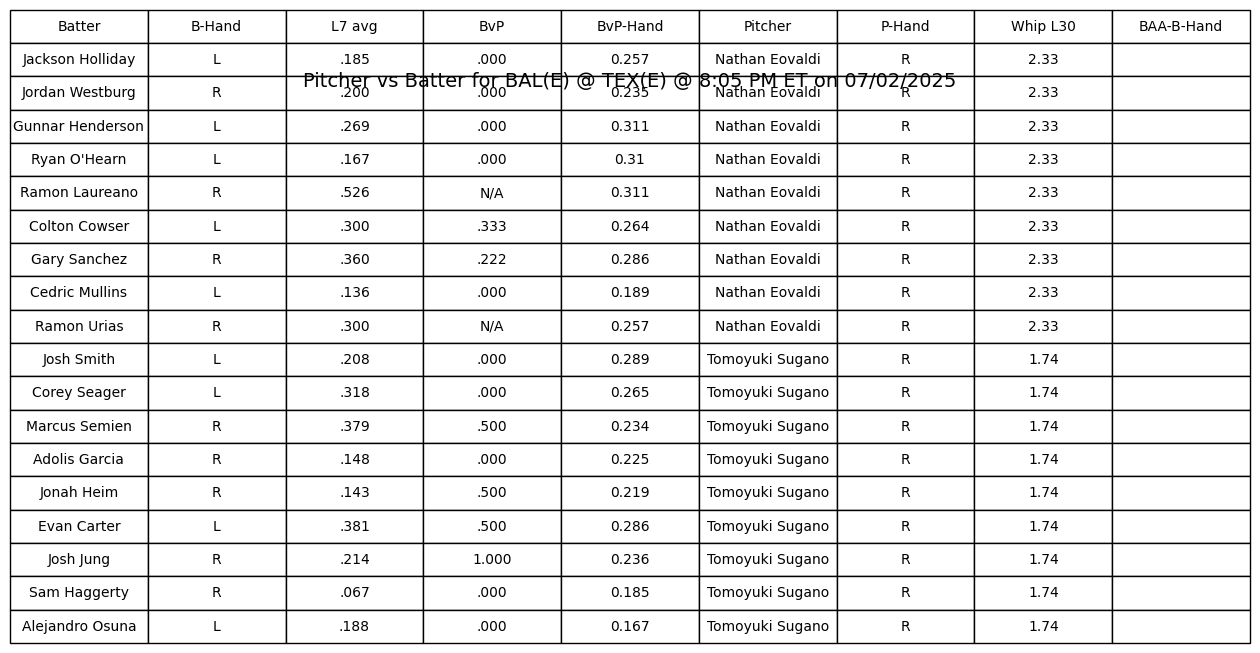 Batter B-Hand L7 avg BvP BvP-Hand Pitcher P-Hand Whip L30 BAA-B-Hand
Jackson Holliday L .185 .000 0.257 Nathan Eovaldi R 2.33
Pitcher vs Batter for BAL(E) @ TEX(E) @ 8:05 PM ET on 07/02/2025
Jordan Westburg R .200 .000 0.235 Nathan Eovaldi R 2.33
Gunnar Henderson L .269 .000 0.311 Nathan Eovaldi R 2.33
Ryan O'Hearn L .167 .000 0.31 Nathan Eovaldi R 2.33
Ramon Laureano R .526 N/A 0.311 Nathan Eovaldi R 2.33
Colton Cowser L .300 .333 0.264 Nathan Eovaldi R 2.33
Gary Sanchez R .360 .222 0.286 Nathan Eovaldi R 2.33
Cedric Mullins L .136 .000 0.189 Nathan Eovaldi R 2.33
Ramon Urias R .300 N/A 0.257 Nathan Eovaldi R 2.33
Josh Smith L .208 .000 0.289 Tomoyuki Sugano R 1.74
Corey Seager L .318 .000 0.265 Tomoyuki Sugano R 1.74
Marcus Semien R .379 .500 0.234 Tomoyuki Sugano R 1.74
Adolis Garcia R .148 .000 0.225 Tomoyuki Sugano R 1.74
Jonah Heim R .143 .500 0.219 Tomoyuki Sugano R 1.74
Evan Carter L .381 .500 0.286 Tomoyuki Sugano R 1.74
Josh Jung R .214 1.000 0.236 Tomoyuki Sugano R 1.74
Sam Haggerty R .067 .000 0.185 Tomoyuki Sugano R 1.74
Alejandro Osuna L .188 .000 0.167 Tomoyuki Sugano R 1.74